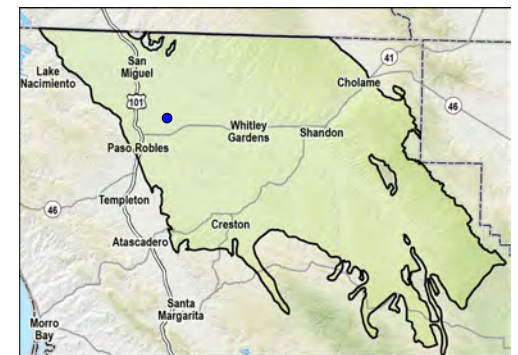 San
Miguel
Lake
Nacimiento
41
Cholame
101
46
Whitley
Gardens
Shandon
Paso Robles
Templeton
46
Creston
Atascadero
Santa
Margarita
Morro
Bay